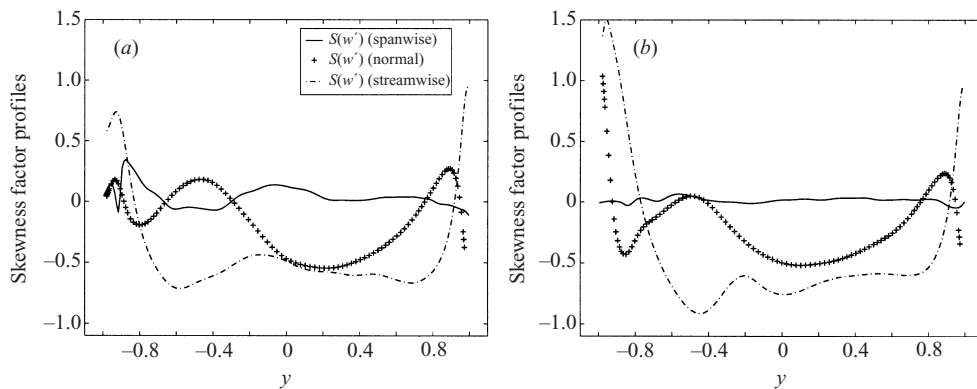 (a)
S(w′) (spanwise)
S(w′) (normal)
S(w′) (streamwise)
Skewness factor profiles
1.5
1.0
0.5
0
−0.5
−1.0
−0.8
−0.4
0
0.4
0.8
y
(b)
Skewness factor profiles
1.5
1.0
0.5
0
−0.5
−1.0
−0.8
−0.4
0
0.4
0.8
y